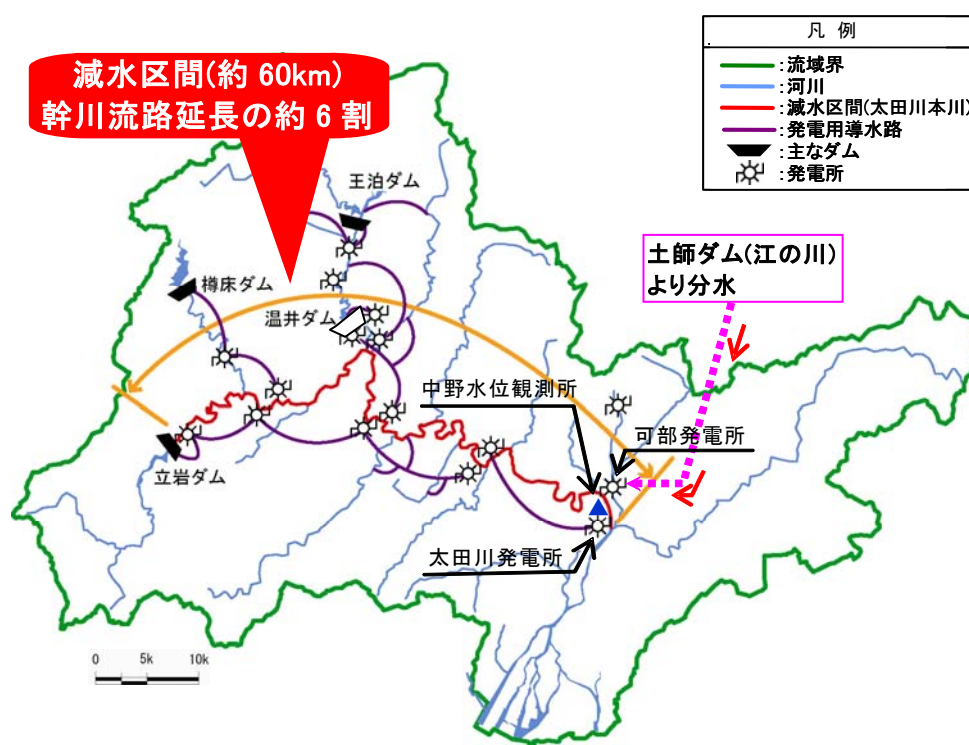 減水区間(約 60km)
幹川流路延長の約 6 割
凡 例
:流域界
:河川
:減水区間(太田川本川)
:発電用導水路
:主なダム
:発電所
王泊ダム
樽床ダム
温井ダム
土師ダム(江の川)
より分水
中野水位観測所
可部発電所
立岩ダム
太田川発電所
0 5k 10k